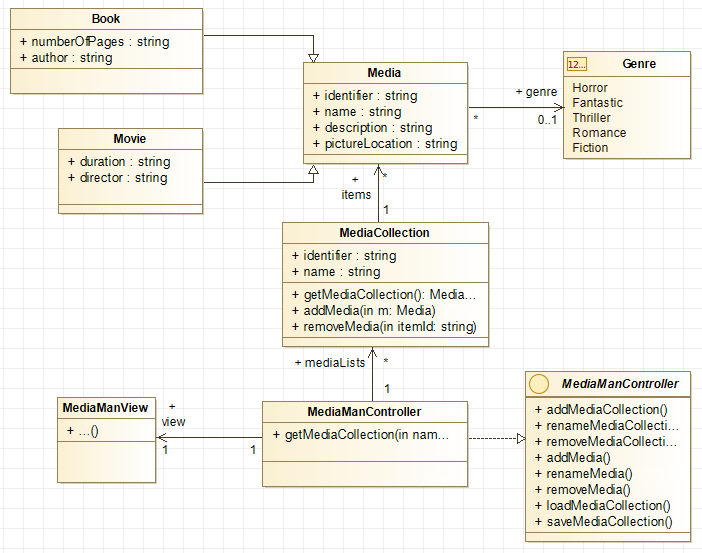 Book
+ numberOfPages : string
+ author : string
Media
+ identifier : string
+ name : string
+ description : string
+ pictureLocation : string
+ genre
*
0..1
12...
Genre
Horror
Fantastic
Thriller
Romance
Fiction
Movie
+ duration : string
+ director : string
+
items
*
1
MediaCollection
+ identifier : string
+ name : string
+ getMediaCollection(): Media...
+ addMedia(in m: Media)
+ removeMedia(in itemId: string)
+ mediaLists
*
1
MediaManView
+ ...()
+
view
1
1
MediaManController
+ getMediaCollection(in nam...
MediaManController
+ addMediaCollection()
+ renameMediaCollecti...
+ removeMediaCollecti...
+ addMedia()
+ renameMedia()
+ removeMedia()
+ loadMediaCollection()
+ saveMediaCollection()